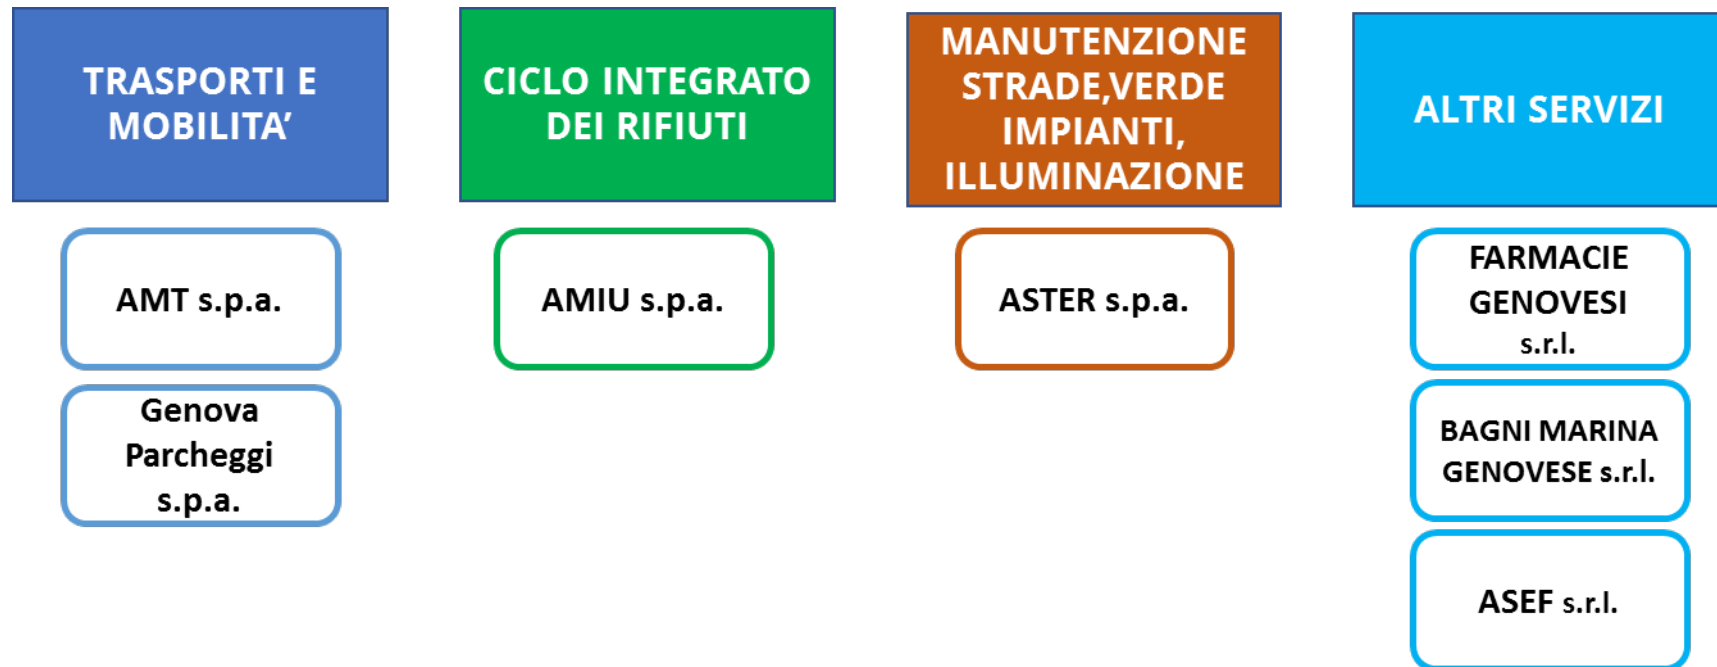 TRASPORTI E
MOBILITA’
CICLO INTEGRATO
DEI RIFIUTI
MANUTENZIONE
STRADE,VERDE
IMPIANTI,
ILLUMINAZIONE
ALTRI SERVIZI
AMT s.p.a.
Genova
Parcheggi
s.p.a.
AMIU s.p.a.
ASTER s.p.a.
FARMACIE
GENOVESI
s.r.l.
BAGNI MARINA
GENOVESE s.r.l.
ASEF s.r.l.